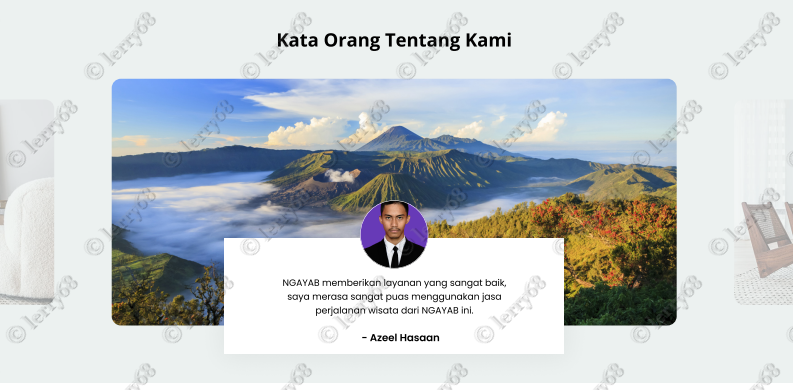 Kata Orang Tentang Kami
NGAYAB memberikan layanan yang sangat baik,
saya merasa sangat puas menggunakan jasa
perjalanan wisata dari NGAYAB ini.
- Azeel Hasaan
© lerry68